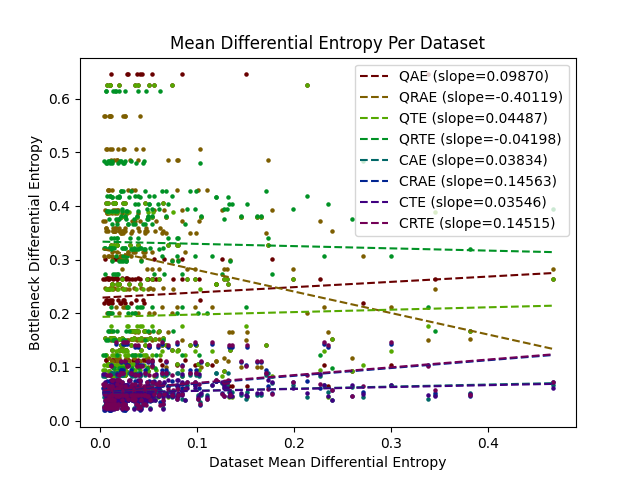 Mean Differential Entropy Per Dataset
Bottleneck Differential Entropy
0.6
0.5
0.4
0.3
0.2
0.1
0.0
QAE (slope=0.09870)
QRAE (slope=-0.40119)
QTE (slope=0.04487)
QRTE (slope=-0.04198)
CAE (slope=0.03834)
CRAE (slope=0.14563)
CTE (slope=0.03546)
CRTE (slope=0.14515)
0.0 0.1 0.2 0.3 0.4
Dataset Mean Differential Entropy